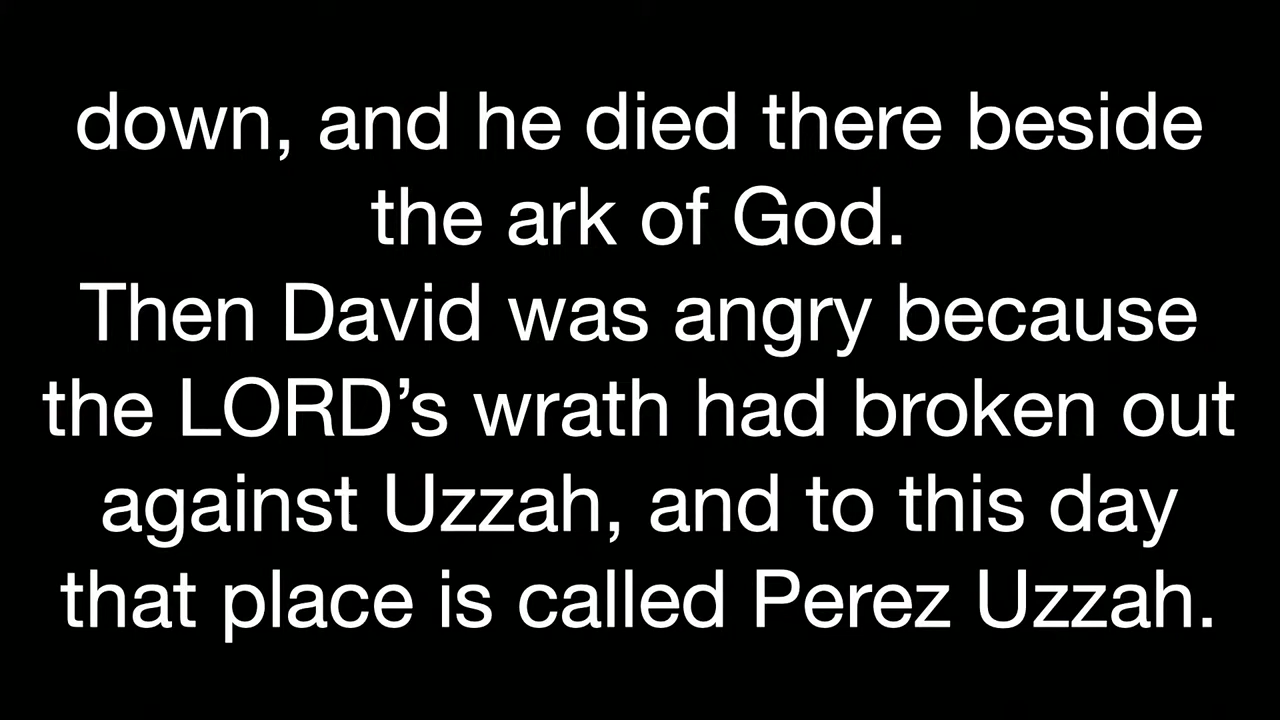 down, and he died there beside
the ark of God.
Then David was angry because
the LORD’s wrath had broken out
against Uzzah, and to this day
that place is called Perez Uzzah.